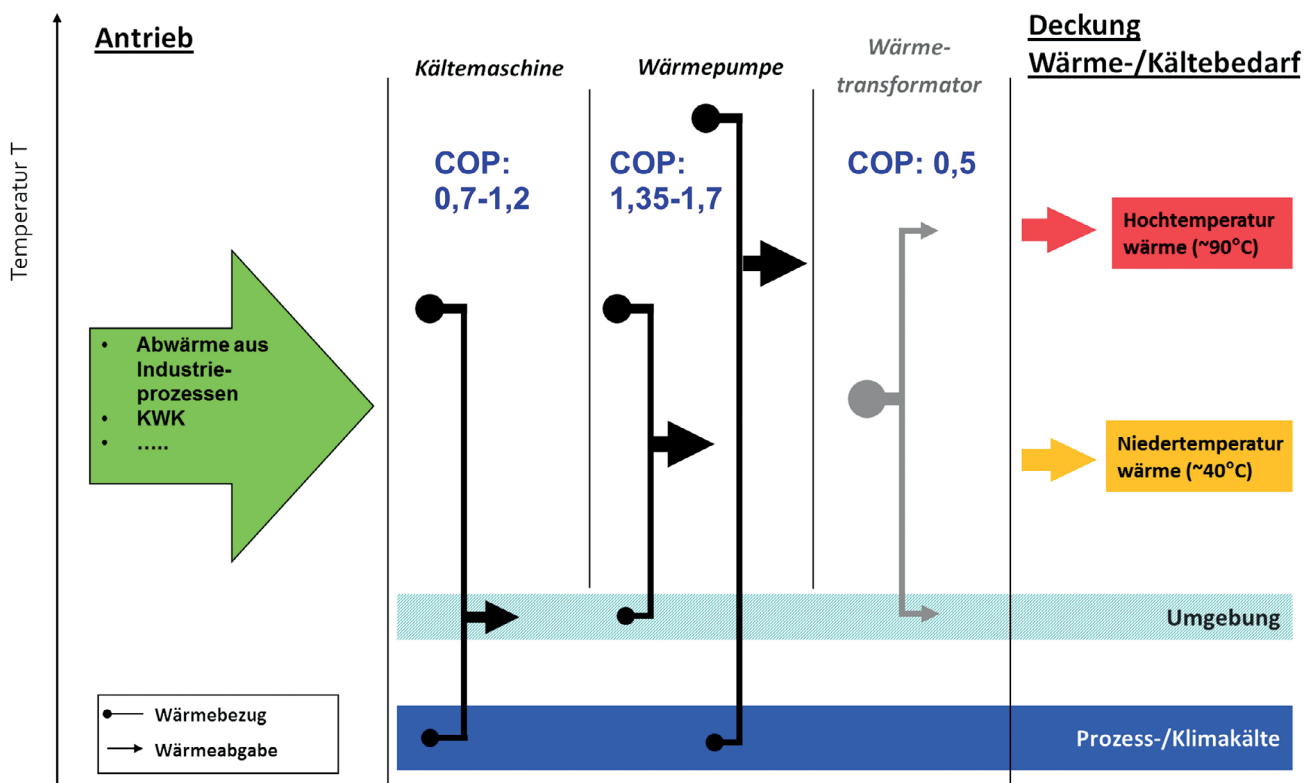 Antrieb
Deckung
Wärme-/Kältebedarf
Kältemaschine
Wärmepumpe
Wärme-
transformator
Temperatur T
COP:
0,7-1,2
COP:
1,35-1,7
COP: 0,5
Hochtemperatur
wärme (~90°C)
• Abwärme aus
Industrie-
prozessen
• KWK
• …..
Niedertemperatur
wärme (~40°C)
Umgebung
Wärmebezug
Wärmeabgabe
Prozess-/Klimakälte